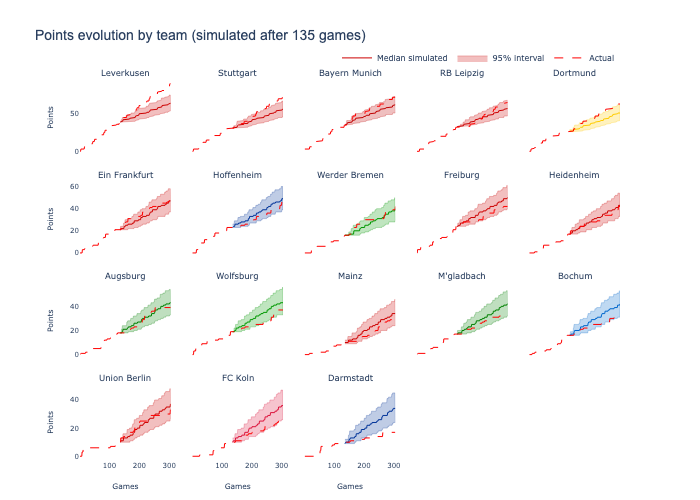 Points evolution by team (simulated after 135 games)
Median simulated 95% interval Actual
Leverkusen Stuttgart Bayern Munich RB Leipzig Dortmund
Points
50
0
Ein Frankfurt Hoffenheim Werder Bremen Freiburg Heidenheim
Points
60
40
20
0
Augsburg Wolfsburg Mainz M'gladbach Bochum
Points
40
20
0
Union Berlin FC Koln Darmstadt
Points
40
20
0
100 200 300 100 200 300 100 200 300
Games Games Games